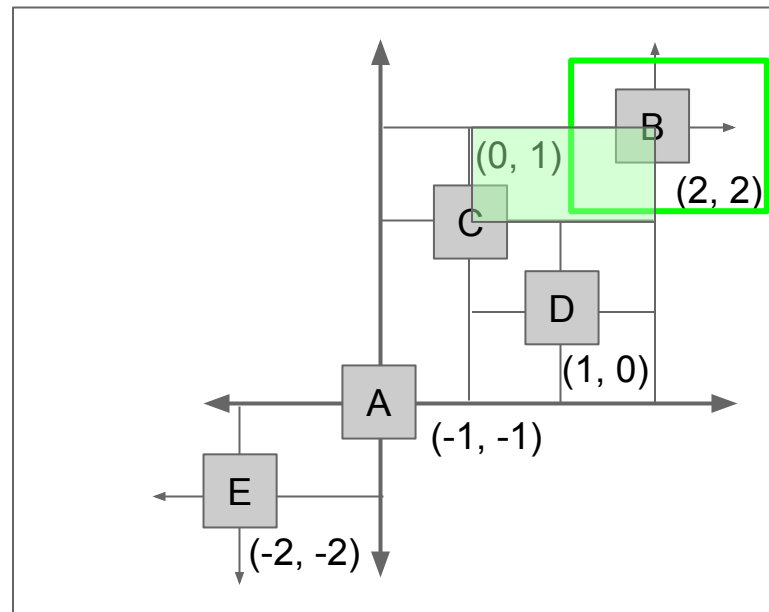 B
(0, 1)
(2, 2)
C
D
(1, 0)
A
(-1, -1)
E
(-2, -2)